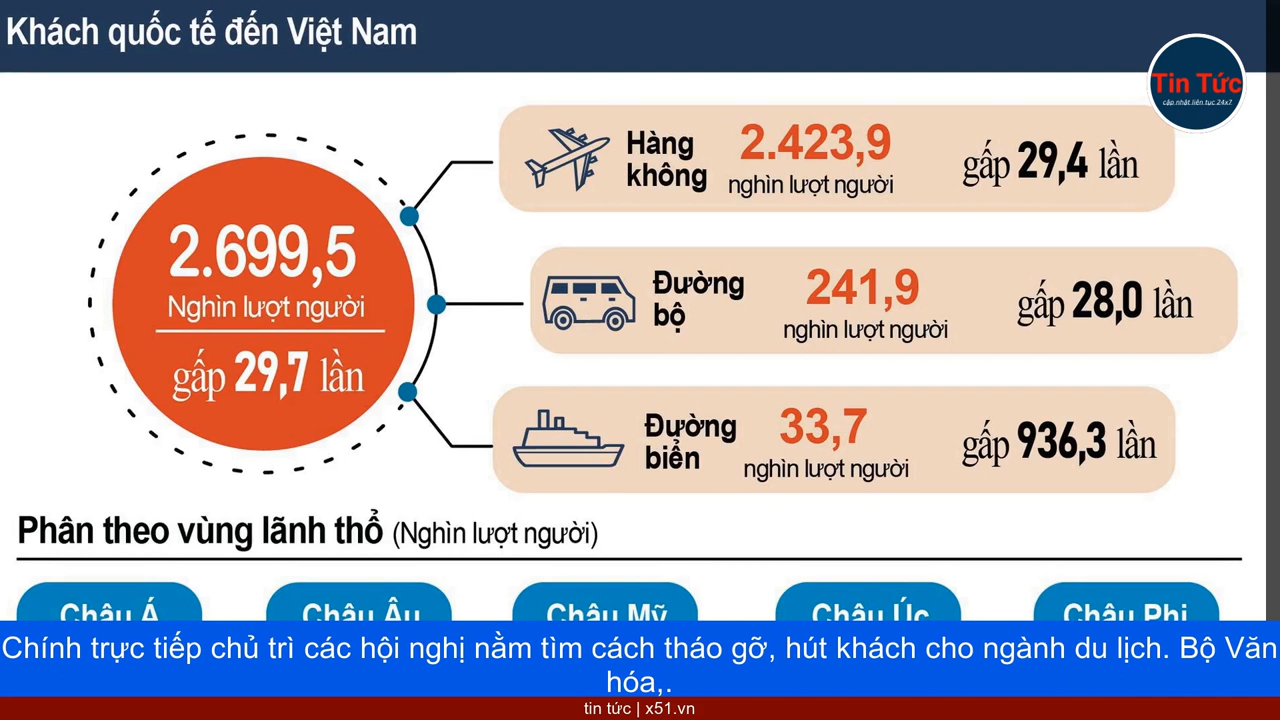 Khách quốc tế đến Việt Nam
Tin Tức
cập nhật liên tục 24x7
Hàng không
2.423,9
nghìn lượt người
gấp 29,4 lần
2.699,5
Nghìn lượt người
gấp 29,7 lần
Đường bộ
241,9
nghìn lượt người
gấp 28,0 lần
Đường biển
33,7
nghìn lượt người
gấp 936,3 lần
Phân theo vùng lãnh thổ (Nghìn lượt người)
Châu Á Châu Âu Châu Mỹ Châu Úc Châu Phi
Chính trực tiếp chủ trì các hội nghị nằm tìm cách tháo gỡ, hút khách cho ngành du lịch. Bộ Văn
hóa,.
tin tức | x51.vn